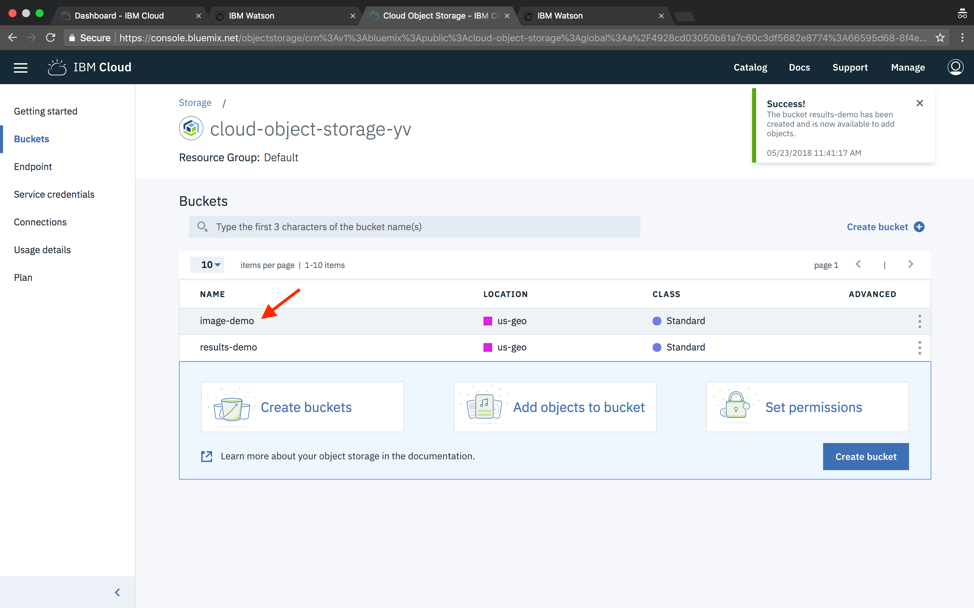 Dashboard - IBM Cloud
IBM Watson
Cloud Object Storage - IBM C
IBM Watson
Secure | https://console.bluemix.net/objectstorage/crn%3Av1%3Abluemix%3Apublic%3Acloud-object-storage%3Aglobal%3Aa%2F4928cd03050b81a7c60c3df5682e8774%3A66595d68-8f4e...
IBM Cloud
Catalog
Docs
Support
Manage
Getting started
Buckets
Endpoint
Service credentials
Connections
Usage details
Plan
Storage /
cloud-object-storage-yv
Resource Group: Default
Success!
The bucket results-demo has been
created and is now available to add
objects.
05/23/2018 11:41:17 AM
Buckets
Type the first 3 characters of the bucket name(s)
Create bucket
10 items per page | 1-10 items
page 1 |
NAME LOCATION CLASS ADVANCED
image-demo us-geo Standard
results-demo us-geo Standard
Create buckets
Add objects to bucket
Set permissions
Learn more about your object storage in the documentation.
Create bucket